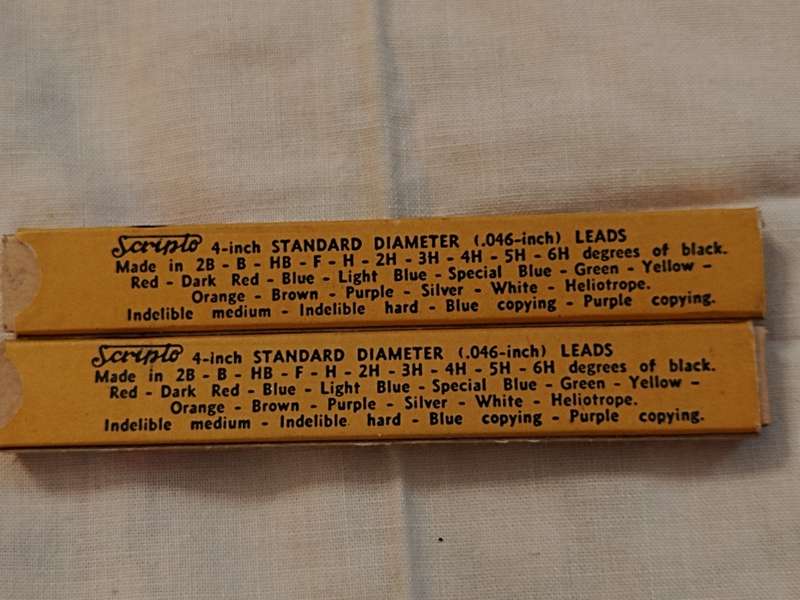 Scripto 4-inch STANDARD DIAMETER (.046-inch) LEADS
Made in 2B - B - HB - F - H - 2H - 3H - 4H - 5H - 6H degrees of black.
Red - Dark Red - Blue - Light Blue - Special Blue - Green - Yellow -
Orange - Brown - Purple - Silver - White - Heliotrope.
Indelible medium - Indelible hard - Blue copying - Purple copying.
Scripto 4-inch STANDARD DIAMETER (.046-inch) LEADS
Made in 2B - B - HB - F - H - 2H - 3H - 4H - 5H - 6H degrees of black.
Red - Dark Red - Blue - Light Blue - Special Blue - Green - Yellow -
Orange - Brown - Purple - Silver - White - Heliotrope.
Indelible medium - Indelible hard - Blue copying - Purple copying.